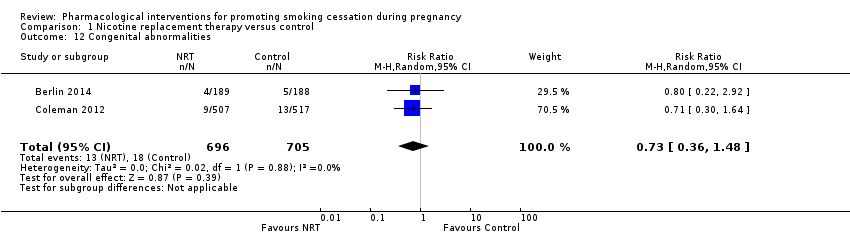 Review: Pharmacological interventions for promoting smoking cessation during pregnancy
Comparison: 1 Nicotine replacement therapy versus control
Outcome: 12 Congenital abnormalities
Study or subgroup NRT Control Risk Ratio Weight Risk Ratio
n/N n/N M-H,Random,95% CI M-H,Random,95% CI
Berlin 2014 4/189 5/188 29.5 % 0.80 [ 0.22, 2.92 ]
Coleman 2012 9/507 13/517 70.5 % 0.71 [ 0.30, 1.64 ]
Total (95% CI) 696 705 100.0 % 0.73 [ 0.36, 1.48 ]
Total events: 13 (NRT), 18 (Control)
Heterogeneity: Tau² = 0.0; Chi² = 0.02, df = 1 (P = 0.88); I² =0.0%
Test for overall effect: Z = 0.87 (P = 0.39)
Test for subgroup differences: Not applicable
0.01 0.1 1 10 100
Favours NRT Favours Control